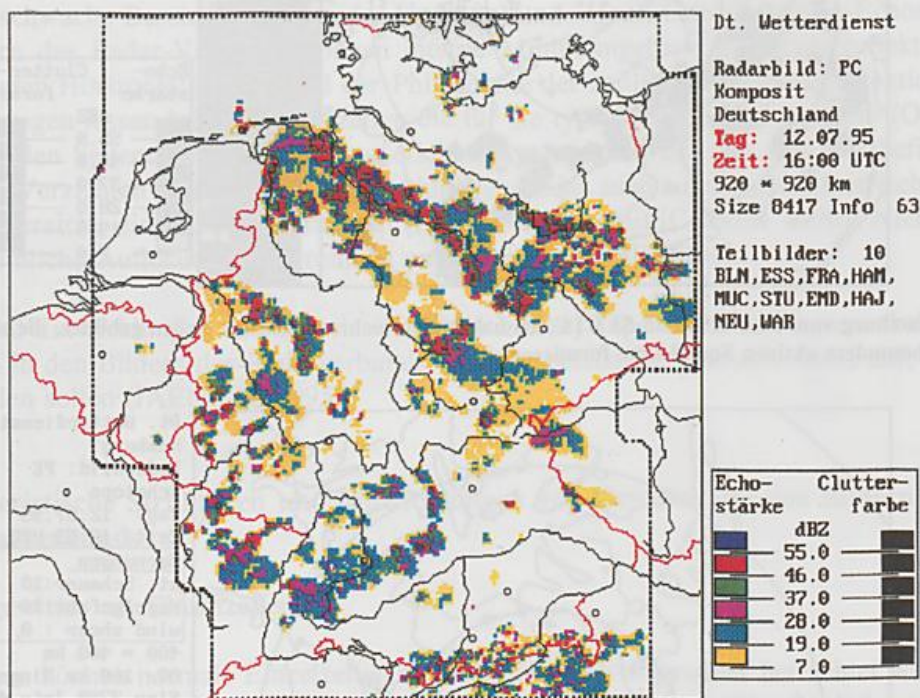 Dt. Wetterdienst
Radarbild: PC
Komposit
Deutschland
Tag: 12.07.95
Zeit: 16:00 UTC
920 * 920 km
Size 8417 Info 63
Teilbilder: 10
BLN,ESS,FRA,HAM,
MUC,STU,EMD,HAJ,
NEU,WAR
Echo- Clutter-
stärke farbe
dBZ
55.0
46.0
37.0
28.0
19.0
7.0